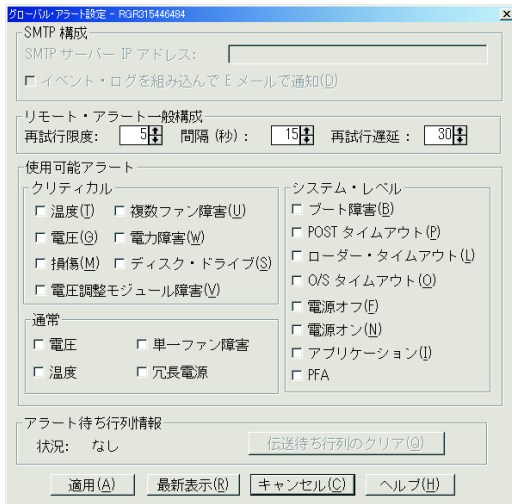 グローバル・アラート設定 - RGR315446484
SMTP 構成
SMTP サーバー IP アドレス:
イベント・ログを組み込んで E メールで通知(D)
リモート・アラート一般構成
再試行限度: 5 間隔 (秒) : 15 再試行遅延 : 30
使用可能アラート
クリティカル
温度(T) 複数ファン障害(U)
電圧(G) 電力障害(W)
損傷(M) ディスク・ドライブ(S)
電圧調整モジュール障害(V)
通常
電圧 単一ファン障害
温度 冗長電源
システム・レベル
ブート障害(B)
POST タイムアウト(P)
ローダー・タイムアウト(L)
O/S タイムアウト(O)
電源オフ(F)
電源オン(N)
アプリケーション(I)
PFA
アラート待ち行列情報
状況: なし 伝送待ち行列のクリア(Q)
適用(A) 最新表示(R) キャンセル(C) ヘルプ(H)